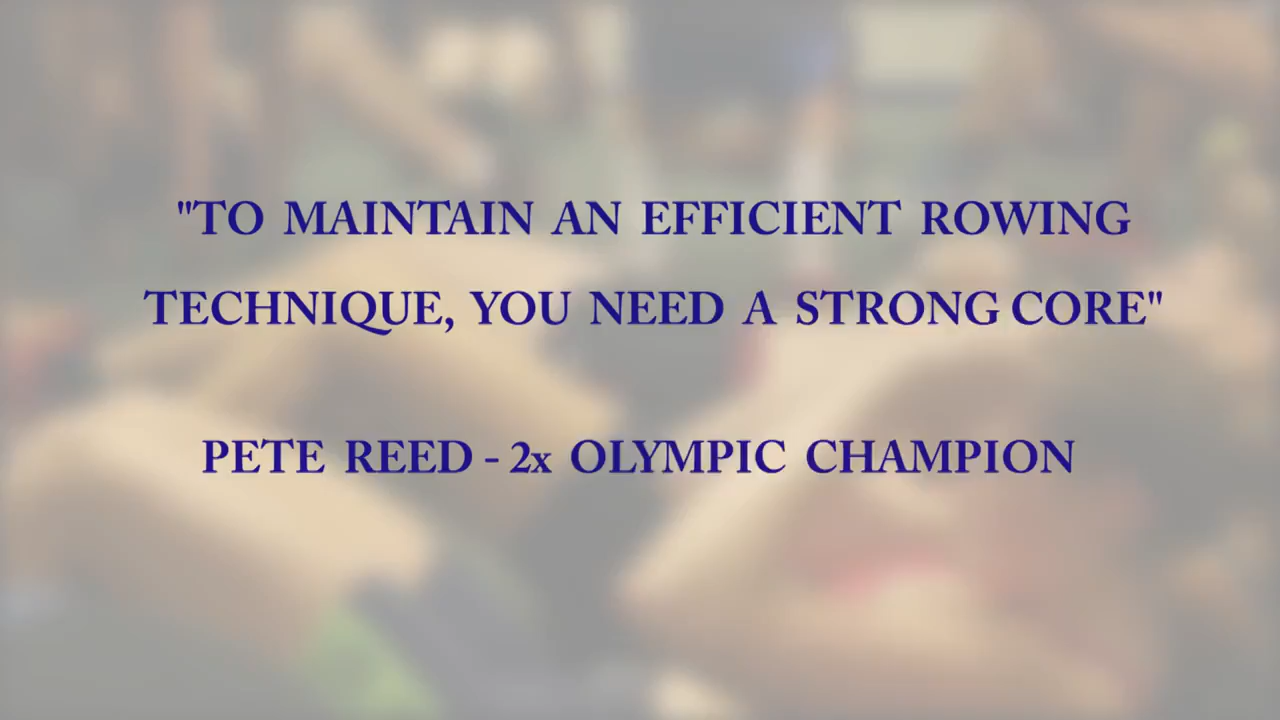 "TO MAINTAIN AN EFFICIENT ROWING
TECHNIQUE, YOU NEED A STRONG CORE"
PETE REED - 2x OLYMPIC CHAMPION